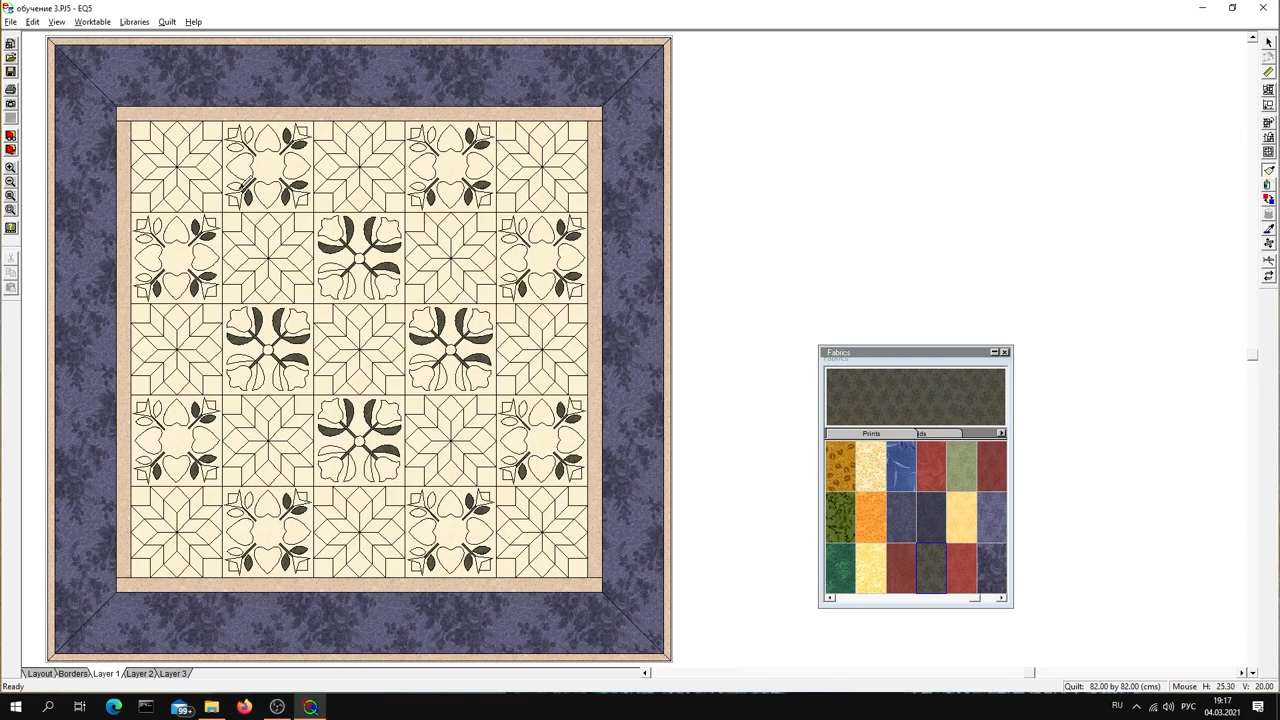 обучение 3.PJ5 - EQ5
File Edit View Worktable Libraries Quilt Help
Fabrics
Prints
ids
Layout Borders Layer 1 Layer 2 Layer 3
Ready
Quilt: 82.00 by 82.00 (cms) Mouse H: 25.30 V: 20.00
99+
RU
РУС
19:17
04.03.2021